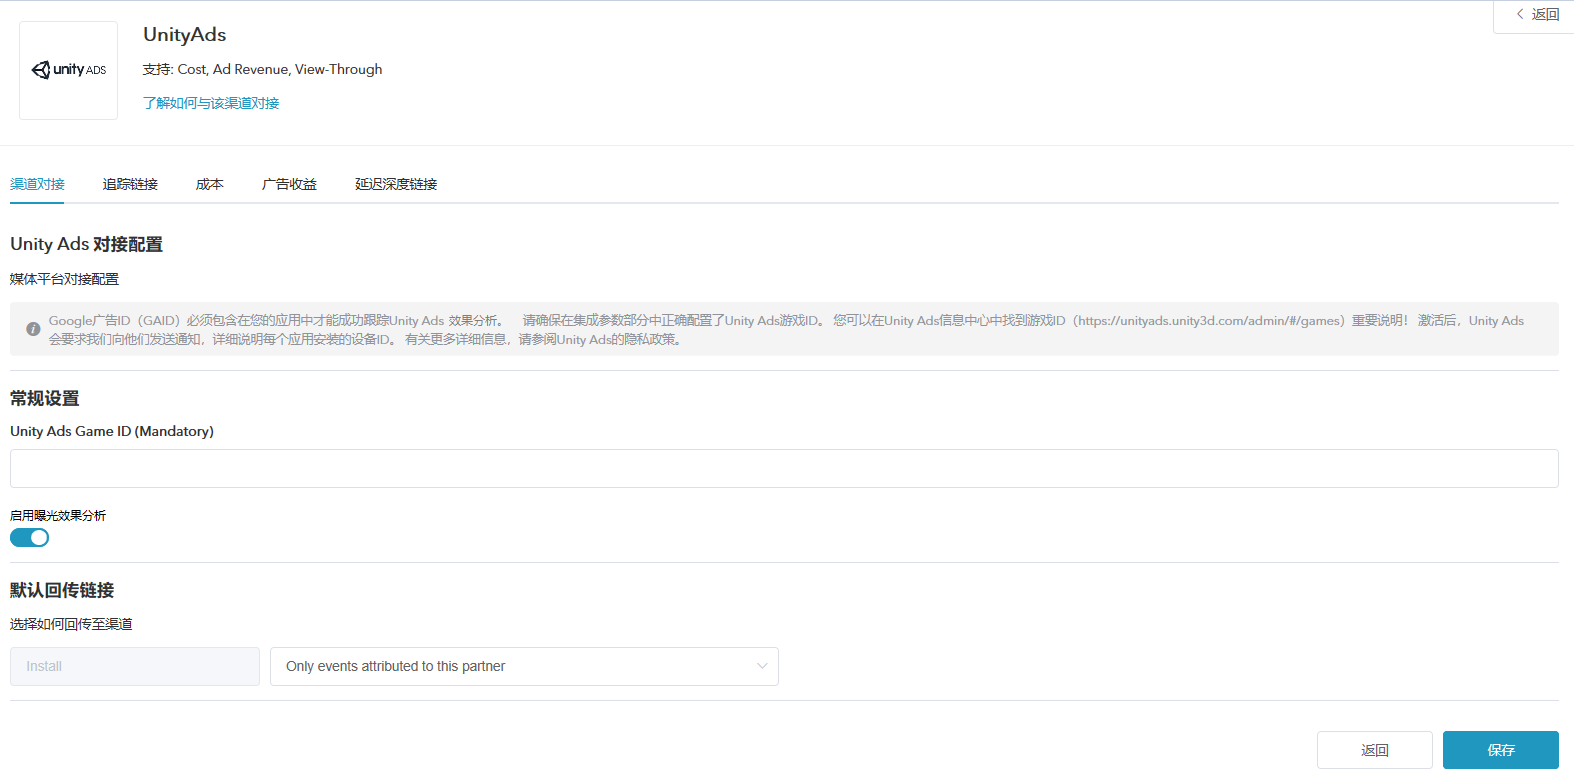 返回
unity ADS
UnityAds
支持: Cost, Ad Revenue, View-Through
了解如何与该渠道对接
渠道对接 追踪链接 成本 广告收益 延迟深度链接
Unity Ads 对接配置
媒体平台对接配置
Google广告ID（GAID）必须包含在您的应用中才能成功跟踪Unity Ads 效果分析。 请确保在集成参数部分中正确配置了Unity Ads游戏ID。 您可以在Unity Ads信息中心中找到游戏ID（https://unityads.unity3d.com/admin/#/games）重要说明！ 激活后，Unity Ads
会要求我们向他们发送通知，详细说明每个应用安装的设备ID。 有关更多详细信息，请参阅Unity Ads的隐私政策。
常规设置
Unity Ads Game ID (Mandatory)
启用曝光效果分析
默认回传链接
选择如何回传至渠道
Install Only events attributed to this partner
返回 保存